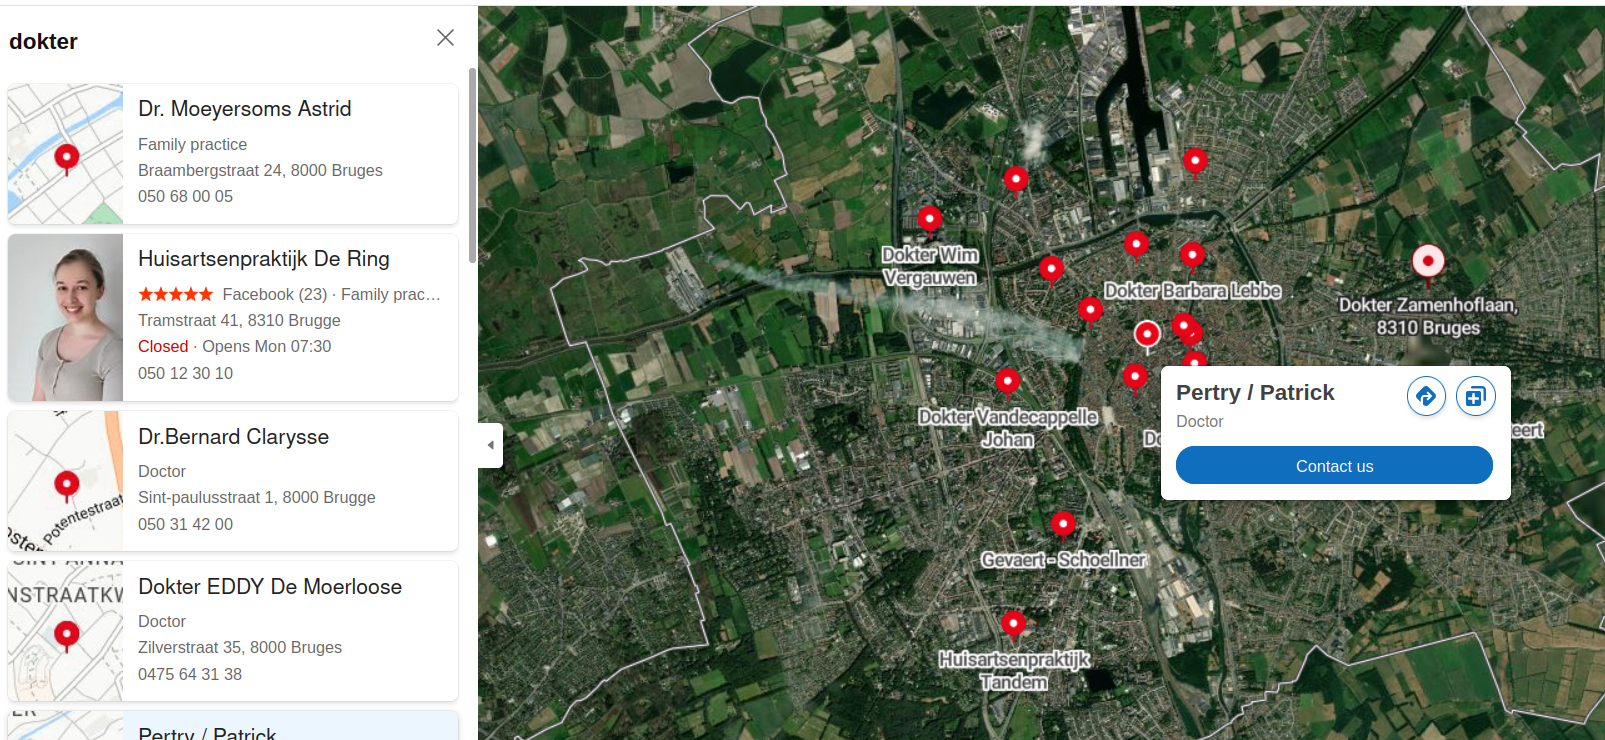 dokter
Dr. Moeyersoms Astrid
Family practice
Braambergstraat 24, 8000 Bruges
050 68 00 05
Huisartsenpraktijk De Ring
Facebook (23) · Family prac…
Tramstraat 41, 8310 Brugge
Closed · Opens Mon 07:30
050 12 30 10
Potentestraat
Dr.Bernard Clarysse
Doctor
Sint-paulusstraat 1, 8000 Brugge
050 31 42 00
NSTRAATKW
Dokter EDDY De Moerloose
Doctor
Zilverstraat 35, 8000 Bruges
0475 64 31 38
Pertry / Patrick
Dokter Wim
Vergauwen
Dokter Barbara Lebbe
Dokter Zamenhoflaan,
8310 Bruges
Dokter Vandecappelle
Johan
Do
eert
Pertry / Patrick
Doctor
Contact us
Gevaert - Schoellner
Huisartsenpraktijk
Tandem